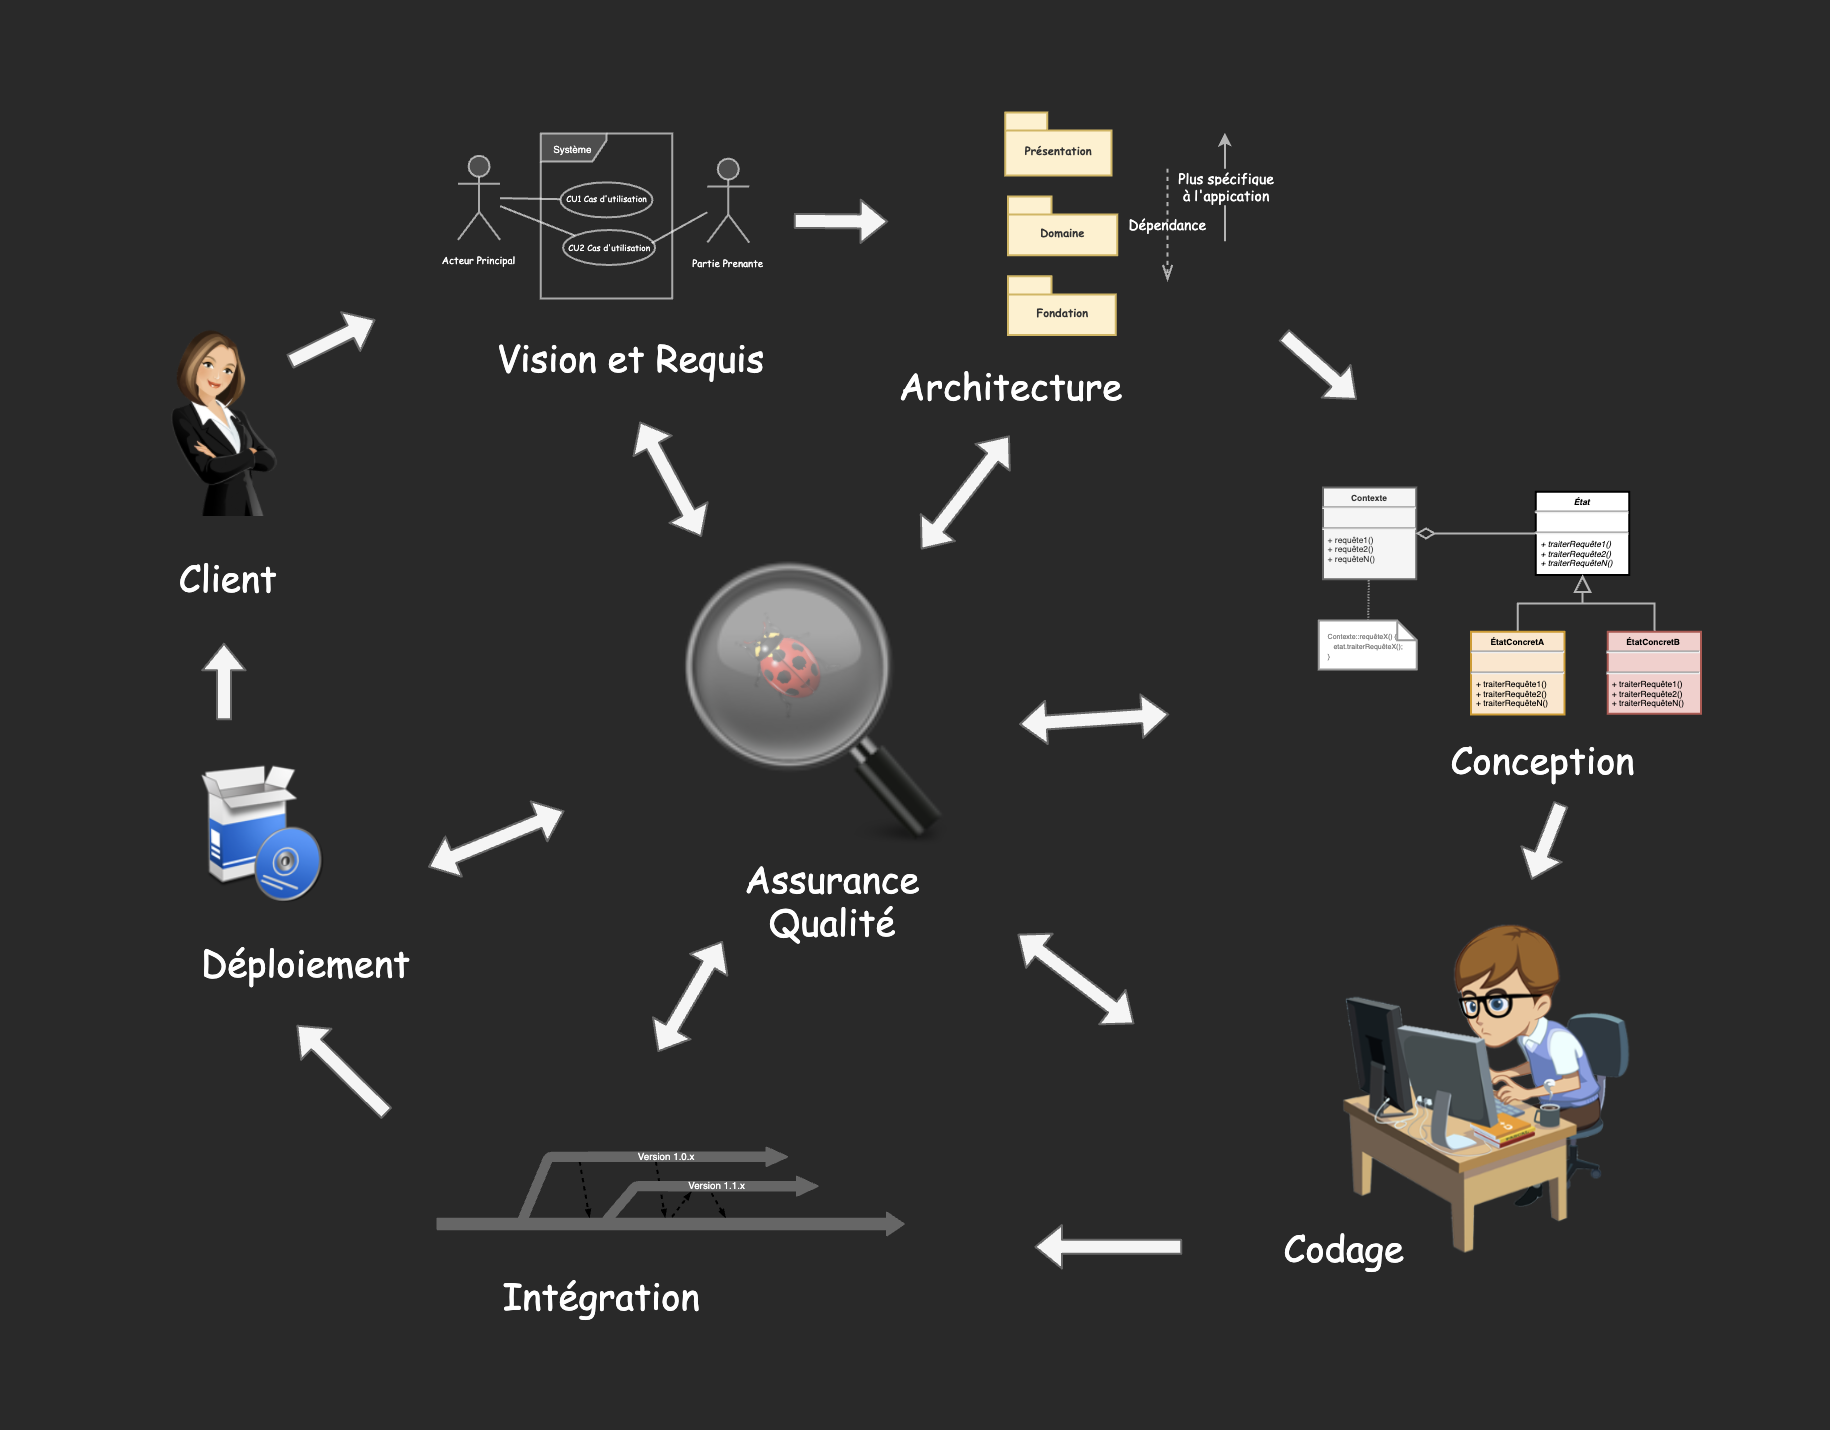 Système
CU1 Cas d'utilisation
CU2 Cas d'utilisation
Acteur Principal
Partie Prenante
Vision et Requis
Présentation
Domaine
Fondation
Plus spécifique
à l'appication
Dépendance
Architecture
Client
Contexte
+ requête1()
+ requête2()
+ requêteN()
Contexte::requêteX() {
etat.traiterRequêteX();
}
État
+ traiterRequête1()
+ traiterRequête2()
+ traiterRequêteN()
ÉtatConcretA
+ traiterRequête1()
+ traiterRequête2()
+ traiterRequêteN()
ÉtatConcretB
+ traiterRequête1()
+ traiterRequête2()
+ traiterRequêteN()
Conception
Assurance
Qualité
Déploiement
Version 1.0.x
Version 1.1.x
Intégration
Codage